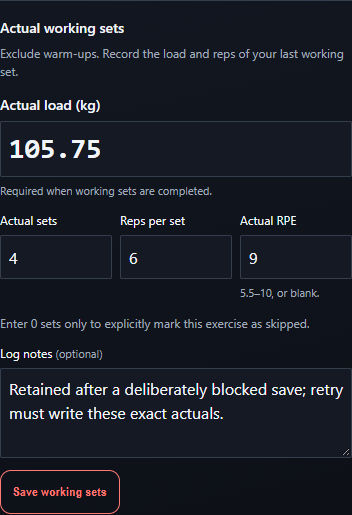 Actual working sets
Exclude warm-ups. Record the load and reps of your last working
set.
Actual load (kg)
105.75
Required when working sets are completed.
Actual sets Reps per set Actual RPE
4 6 9
5.5–10, or blank.
Enter 0 sets only to explicitly mark this exercise as skipped.
Log notes (optional)
Retained after a deliberately blocked save; retry
must write these exact actuals.
Save working sets